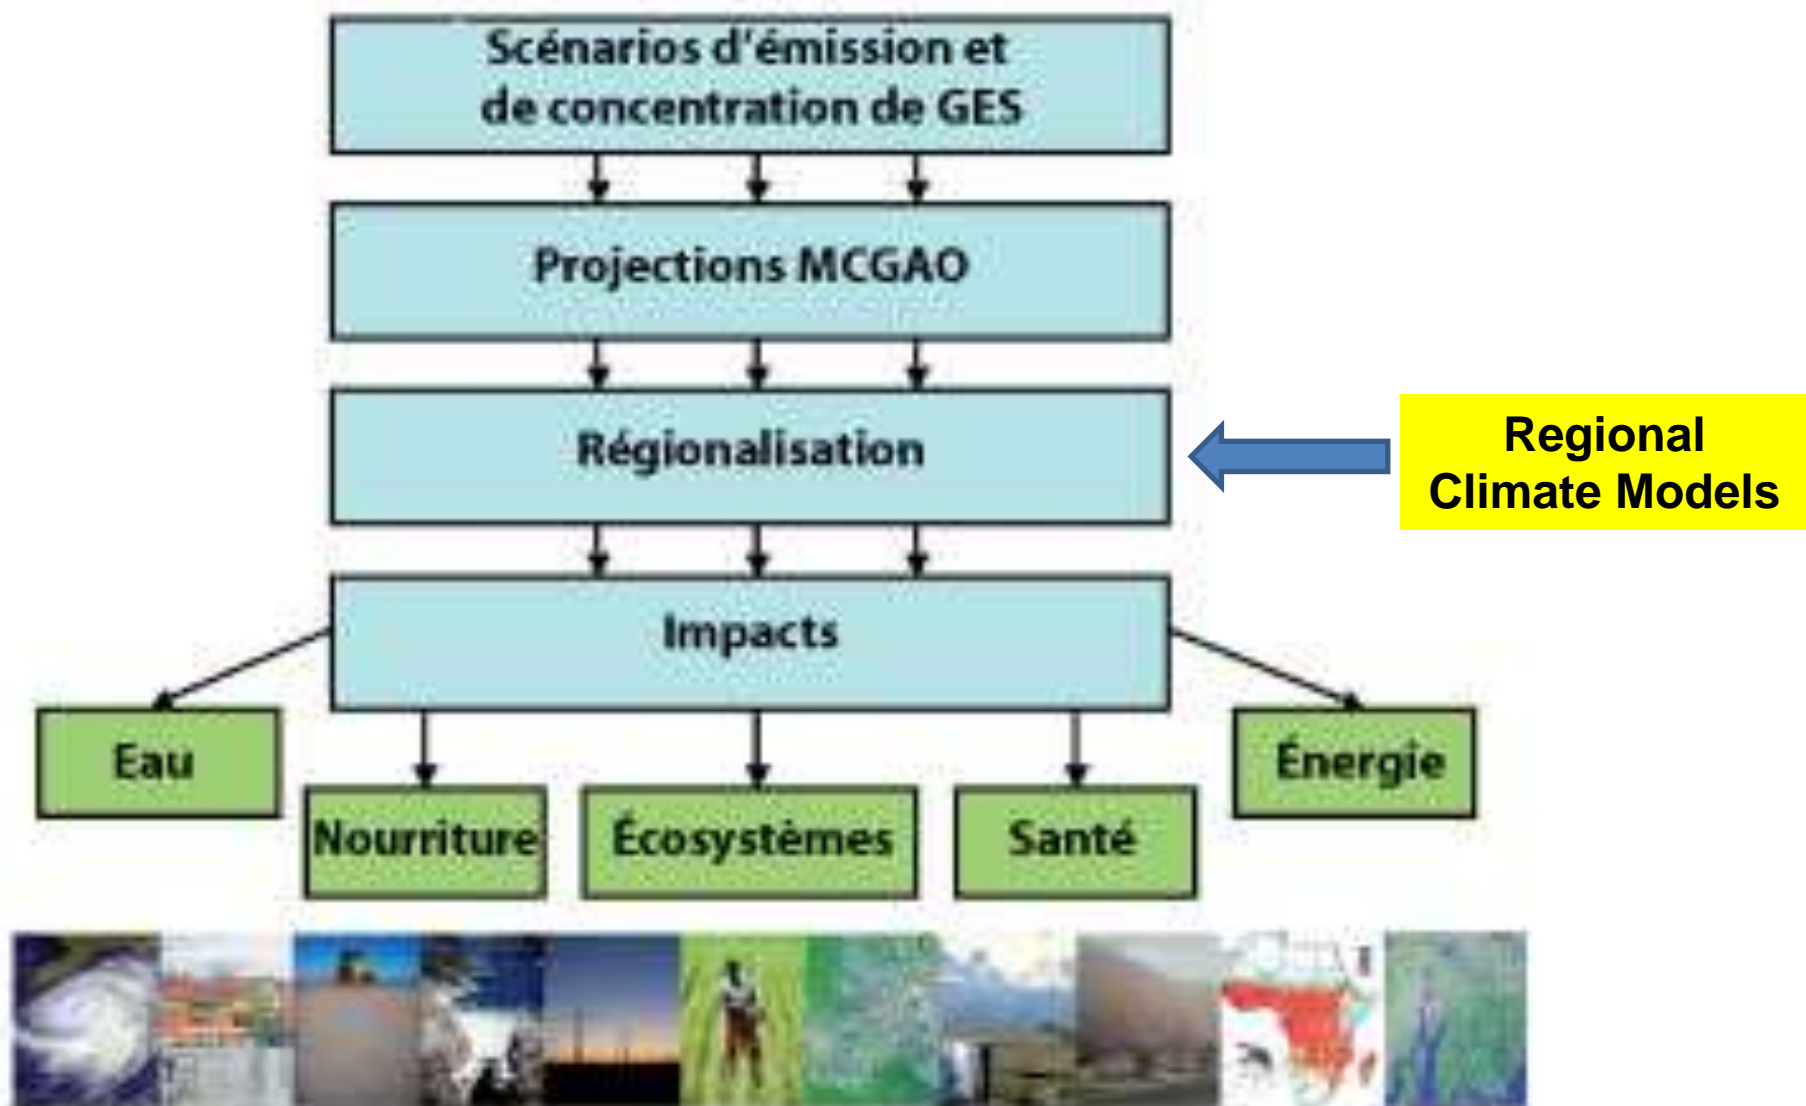 Scénarios d'émission et
de concentration de GES
Projections MCGAO
Régionalisation
Regional
Climate Models
Impacts
Eau
Énergie
Nourriture
Écosystèmes
Santé